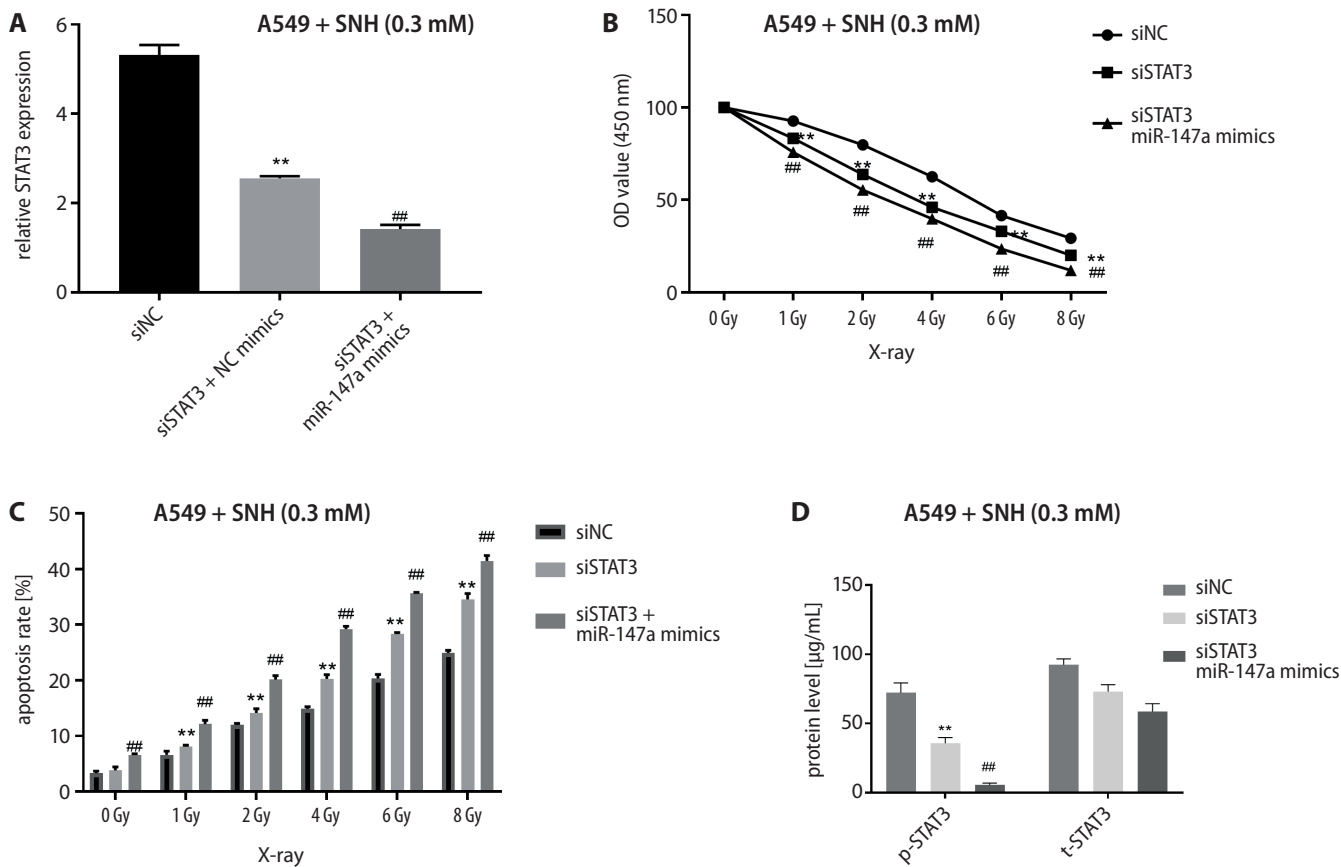 A
A549 + SNH (0.3 mM)
relative STAT3 expression
6
4
2
0
**
##
siNC
siSTAT3 + NC mimics
siSTAT3 +
miR-147a mimics
B
A549 + SNH (0.3 mM)
OD value (450 nm)
150
100
50
0
**
**
**
**
**
##
##
##
##
##
0 Gy
1 Gy
2 Gy
4 Gy
6 Gy
8 Gy
X-ray
siNC
siSTAT3
siSTAT3
miR-147a mimics
C
A549 + SNH (0.3 mM)
apoptosis rate [%]
50
40
30
20
10
0
##
**
##
**
##
**
##
**
##
**
##
0 Gy
1 Gy
2 Gy
4 Gy
6 Gy
8 Gy
X-ray
siNC
siSTAT3
siSTAT3 +
miR-147a mimics
D
A549 + SNH (0.3 mM)
protein level [µg/mL]
150
100
50
0
**
##
p-STAT3
t-STAT3
siNC
siSTAT3
siSTAT3
miR-147a mimics